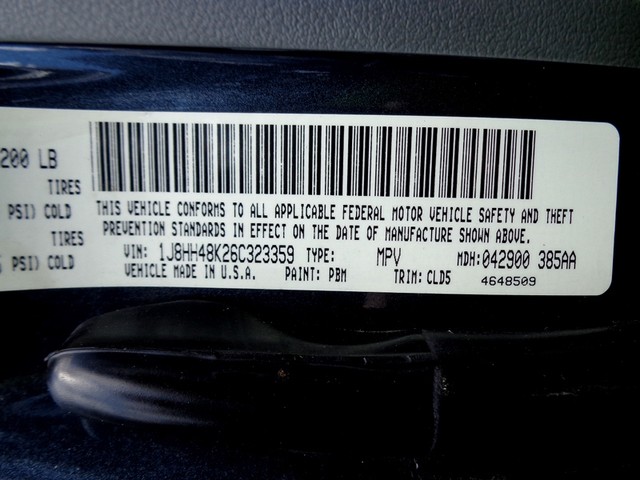 200 LB
TIRES
PSI) COLD
TIRES
PSI) COLD
THIS VEHICLE CONFORMS TO ALL APPLICABLE FEDERAL MOTOR VEHICLE SAFETY AND THEFT
PREVENTION STANDARDS IN EFFECT ON THE DATE OF MANUFACTURE SHOWN ABOVE.
VIN: 1J8HH48K26C323359 TYPE: MPV MDH:042900 385AA
VEHICLE MADE IN U.S.A. PAINT: PBM TRIM: CLD5 4648509